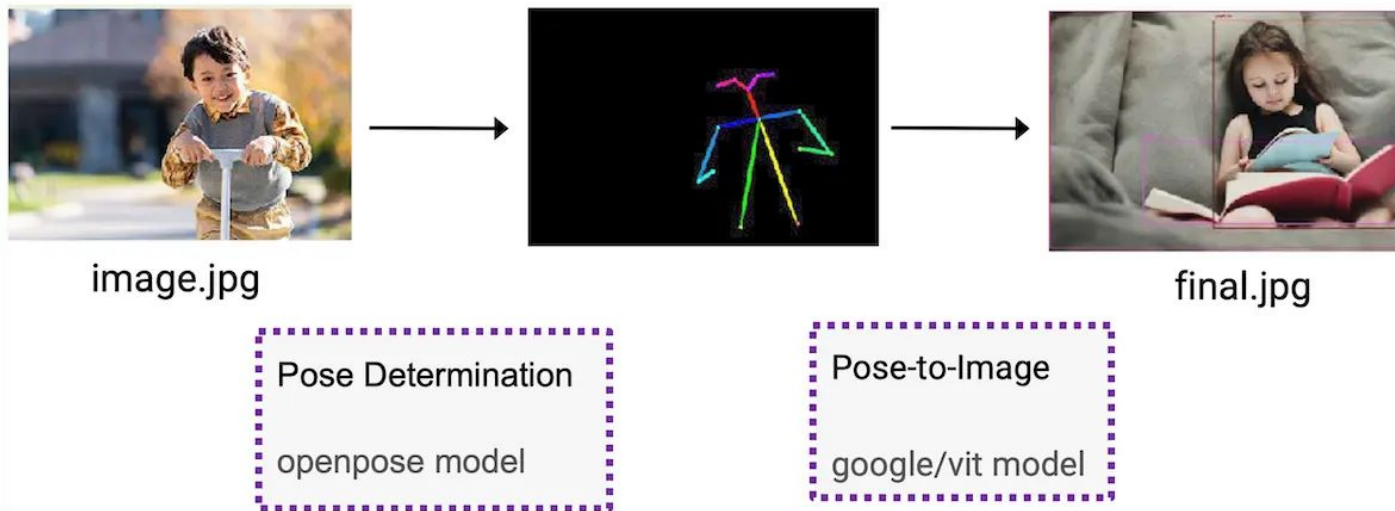 image.jpg
final.jpg
Pose Determination
openpose model
Pose-to-Image
google/vit model